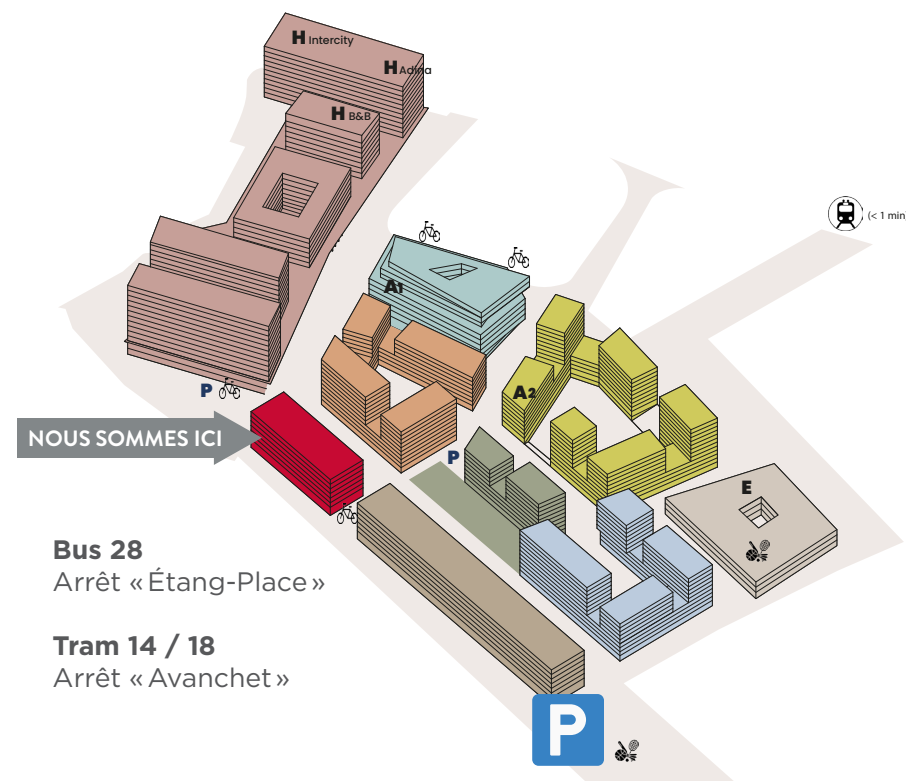 H Intercity
H Adina
H B&B
(< 1 min
A1
A2
P
NOUS SOMMES ICI
P
E
Bus 28
Arrêt « Étang-Place »
Tram 14 / 18
Arrêt « Avanchet »
P